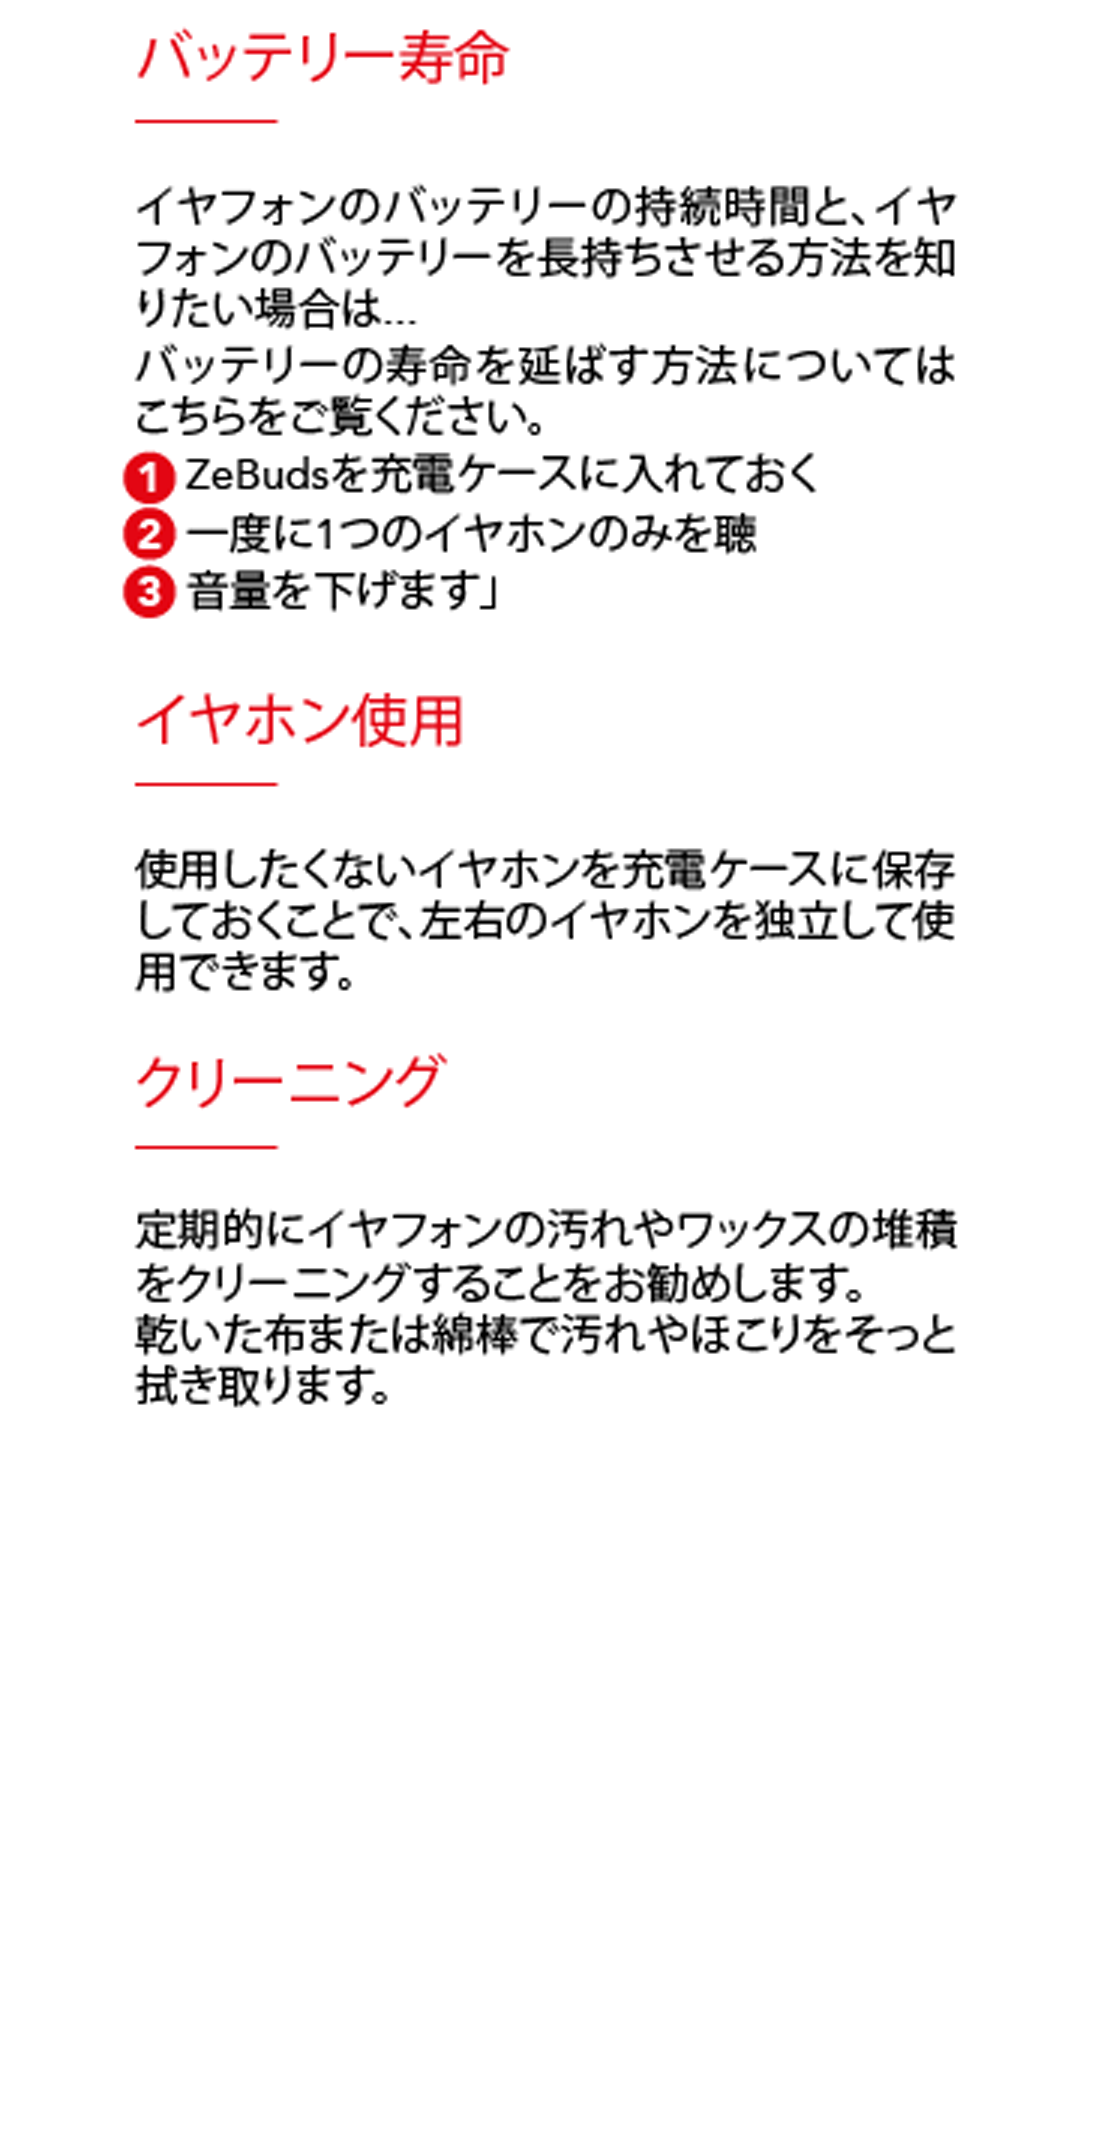 バッテリー寿命
イヤフォンのバッテリーの持続時間と、イヤ
フォンのバッテリーを長持ちさせる方法を知
りたい場合は...
バッテリーの寿命を延ばす方法については
こちらをご覧ください。
1 ZeBudsを充電ケースに入れておく
2 一度に1つのイヤホンのみを聴
3 音量を下げます」
イヤホン使用
使用したくないイヤホンを充電ケースに保存
しておくことで、左右のイヤホンを独立して使
用できます。
クリーニング
定期的にイヤフォンの汚れやワックスの堆積
をクリーニングすることをお勧めします。
乾いた布または綿棒で汚れやほこりをそっと
拭き取ります。